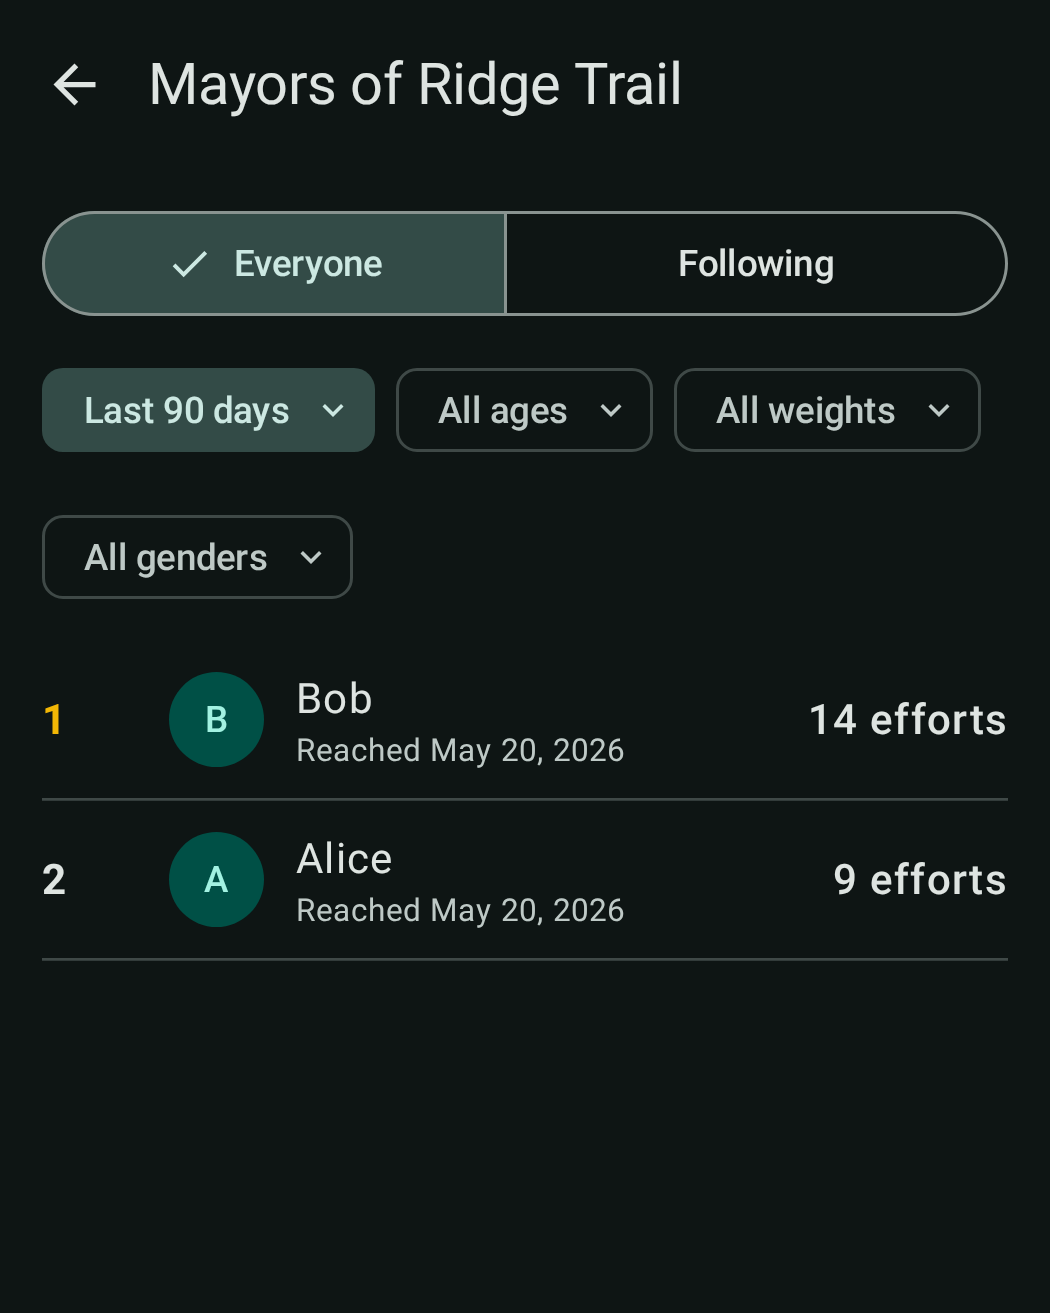 Mayors of Ridge Trail
Everyone
Following
Last 90 days
All ages
All weights
All genders
1
B
Bob
Reached May 20, 2026
14 efforts
2
A
Alice
Reached May 20, 2026
9 efforts